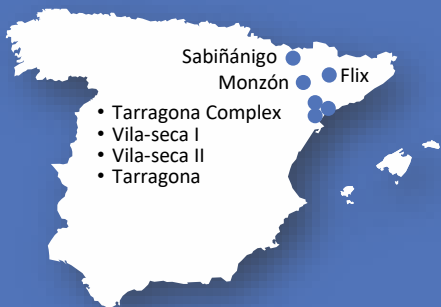 Sabiñánigo
Monzón
Flix
• Tarragona Complex
• Vila-seca I
• Vila-seca II
• Tarragona